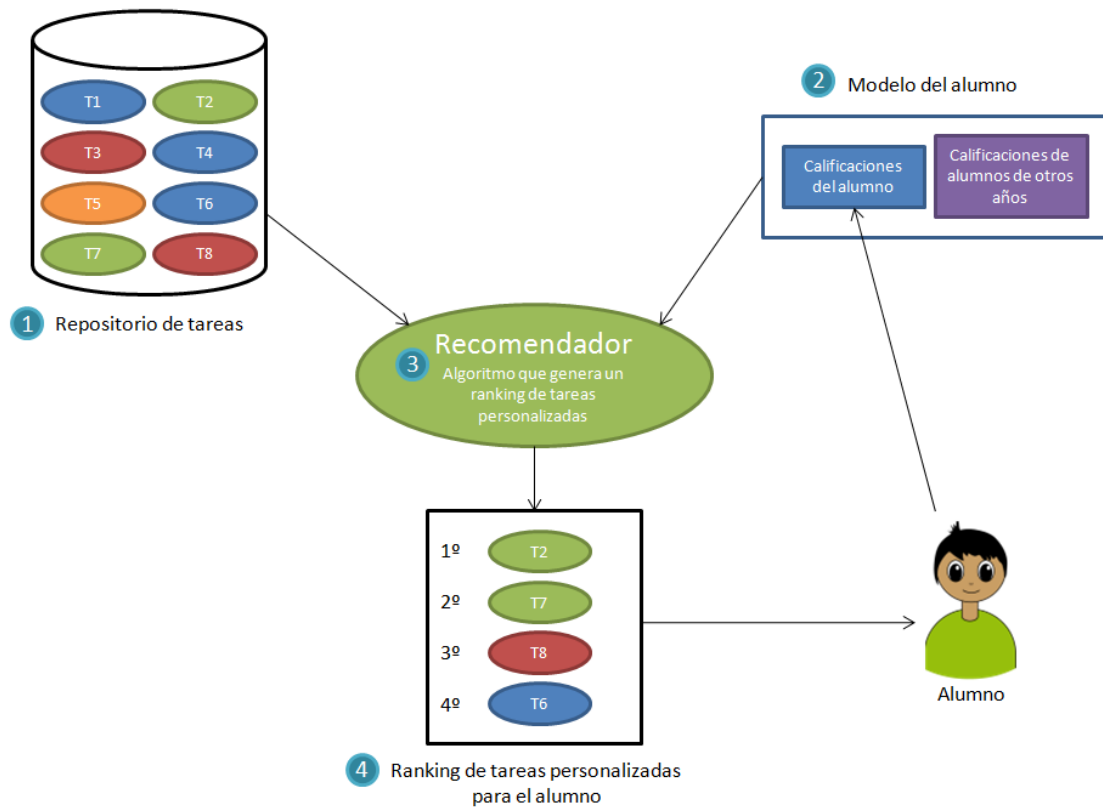 T1
T2
T3
T4
T5
T6
T7
T8
1 Repositorio de tareas
2 Modelo del alumno
Calificaciones
del alumno
Calificaciones de
alumnos de otros
años
Recomendador
3 Algoritmo que genera un
ranking de tareas
personalizadas
1º T2
2º T7
3º T8
4º T6
4 Ranking de tareas personalizadas
para el alumno
Alumno